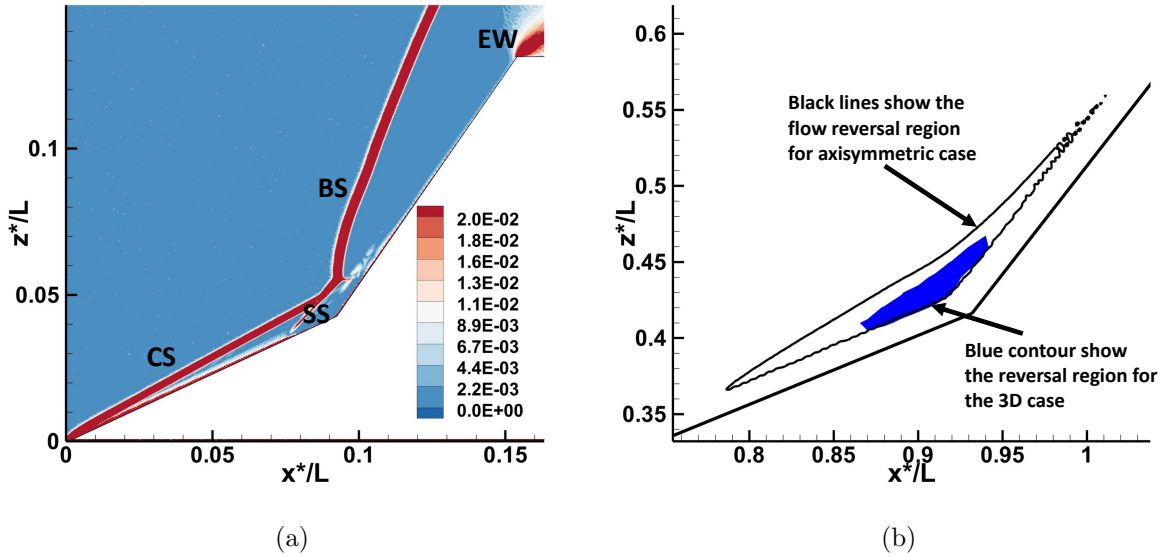 EW
BS
SS
CS
z*/L
0.1
0.05
0
0
0.05
0.1
0.15
x*/L
2.0E-02
1.8E-02
1.6E-02
1.3E-02
1.1E-02
8.9E-03
6.7E-03
4.4E-03
2.2E-03
0.0E+00
(a)
z*/L
0.6
0.55
0.5
0.45
0.4
0.35
0.8
0.85
0.9
0.95
1
x*/L
Black lines show the
flow reversal region
for axisymmetric case
Blue contour show
the reversal region for
the 3D case
(b)